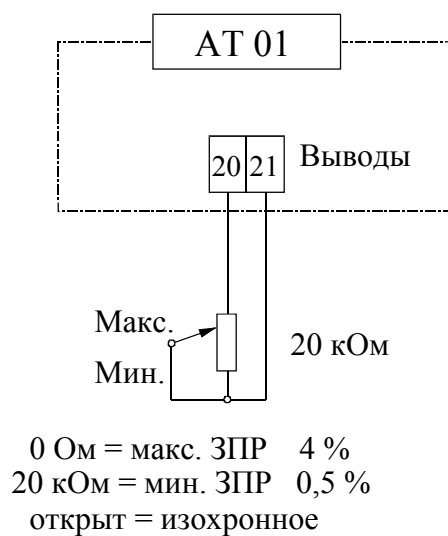 АТ 01
20 21 Выводы
Макс.
20 кОм
Мин.
0 Ом = макс. ЗПР 4 %
20 кОм = мин. ЗПР 0,5 %
открыт = изохронное